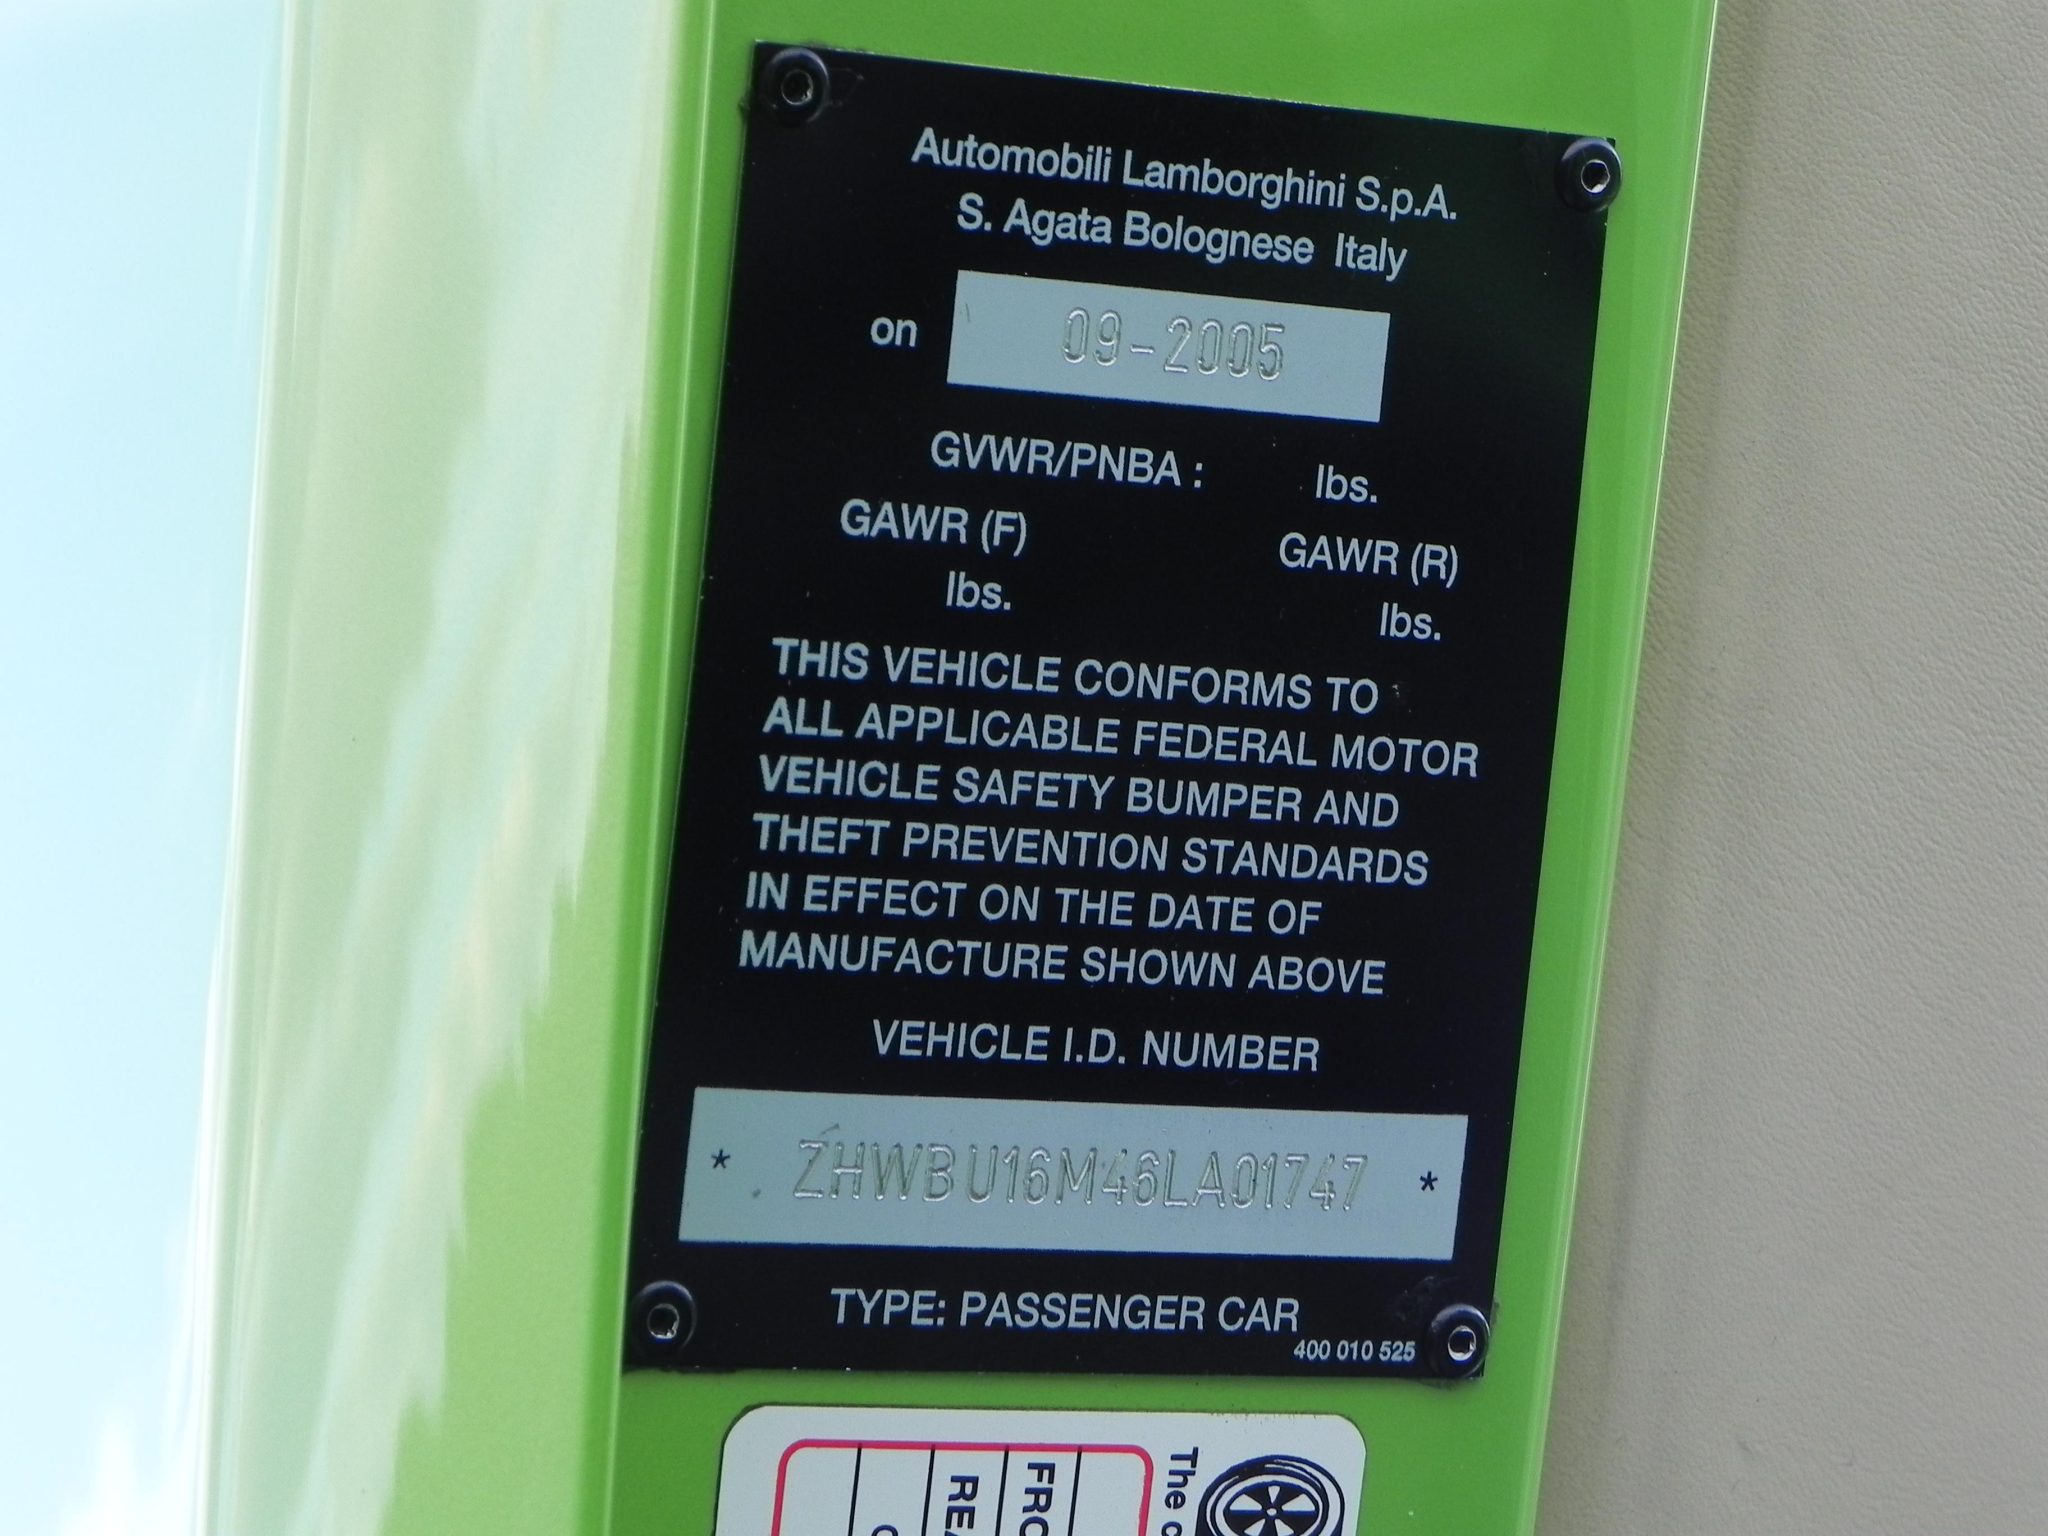 Automobili Lamborghini S.p.A.
S. Agata Bolognese Italy
on 09-2005
GVWR/PNBA : lbs.
GAWR (F) GAWR (R)
lbs. lbs.
THIS VEHICLE CONFORMS TO
ALL APPLICABLE FEDERAL MOTOR
VEHICLE SAFETY BUMPER AND
THEFT PREVENTION STANDARDS
IN EFFECT ON THE DATE OF
MANUFACTURE SHOWN ABOVE
VEHICLE I.D. NUMBER
* ZHWBU16M46LA01747 *
TYPE: PASSENGER CAR
400 010 525
The